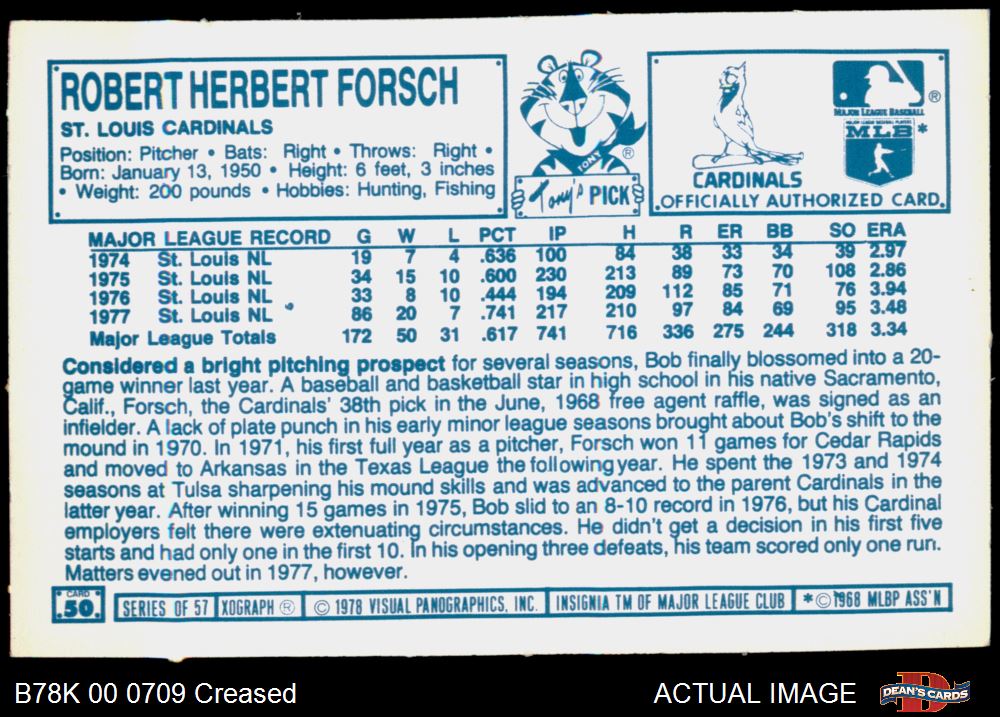 ROBERT HERBERT FORSCH
ST. LOUIS CARDINALS
Position: Pitcher • Bats: Right • Throws: Right •
Born: January 13, 1950 • Height: 6 feet, 3 inches
• Weight: 200 pounds • Hobbies: Hunting, Fishing
TONY ®
Tony's PICK
CARDINALS
MAJOR LEAGUE BASEBALL ®
MAJOR LEAGUE BASEBALL PLAYERS
MLB *
OFFICIALLY AUTHORIZED CARD
MAJOR LEAGUE RECORD G W L PCT IP H R ER BB SO ERA
1974 St. Louis NL 19 7 4 .636 100 84 38 33 34 39 2.97
1975 St. Louis NL 34 15 10 .600 230 213 89 73 70 108 2.86
1976 St. Louis NL 33 8 10 .444 194 209 112 85 71 76 3.94
1977 St. Louis NL 86 20 7 .741 217 210 97 84 69 95 3.48
Major League Totals 172 50 31 .617 741 716 336 275 244 318 3.34
Considered a bright pitching prospect for several seasons, Bob finally blossomed into a 20-
game winner last year. A baseball and basketball star in high school in his native Sacramento,
Calif., Forsch, the Cardinals' 38th pick in the June, 1968 free agent raffle, was signed as an
infielder. A lack of plate punch in his early minor league seasons brought about Bob's shift to the
mound in 1970. In 1971, his first full year as a pitcher, Forsch won 11 games for Cedar Rapids
and moved to Arkansas in the Texas League the following year. He spent the 1973 and 1974
seasons at Tulsa sharpening his mound skills and was advanced to the parent Cardinals in the
latter year. After winning 15 games in 1975, Bob slid to an 8-10 record in 1976, but his Cardinal
employers felt there were extenuating circumstances. He didn't get a decision in his first five
starts and had only one in the first 10. In his opening three defeats, his team scored only one run.
Matters evened out in 1977, however.
CARD
50 SERIES OF 57 XOGRAPH ® © 1978 VISUAL PANOGRAPHICS, INC. INSIGNIA TM OF MAJOR LEAGUE CLUB *© 1968 MLBP ASS'N
B78K 00 0709 Creased ACTUAL IMAGE DEAN'S CARDS